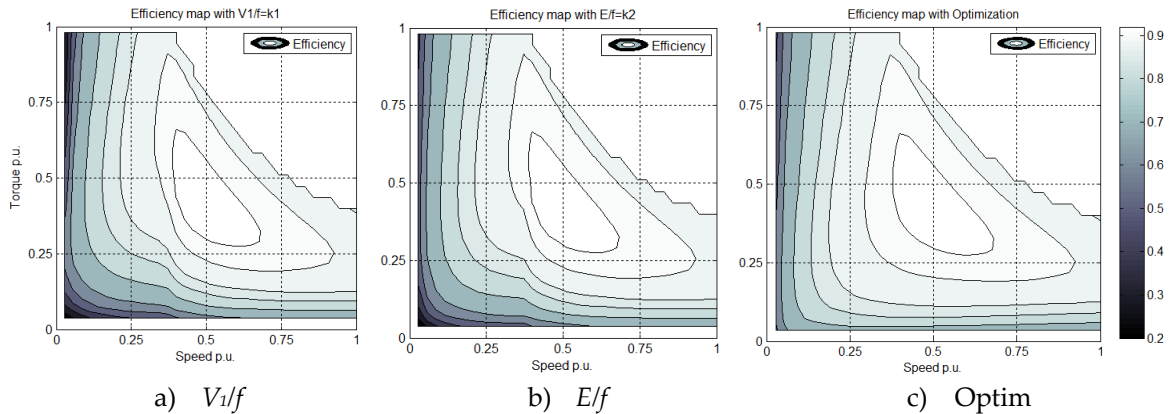 Efficiency map with V1/f=k1
Efficiency
1
0.75
0.5
0.25
0
Torque p.u.
0
0.25
0.5
0.75
1
Speed p.u.
a) V1/f
Efficiency map with E/f=k2
Efficiency
1
0.75
0.5
0.25
0
0
0.25
0.5
0.75
1
Speed p.u.
b) E/f
Efficiency map with Optimization
Efficiency
1
0.75
0.5
0.25
0
0
0.25
0.5
0.75
1
Speed p.u.
c) Optim
0.9
0.8
0.7
0.6
0.5
0.4
0.3
0.2